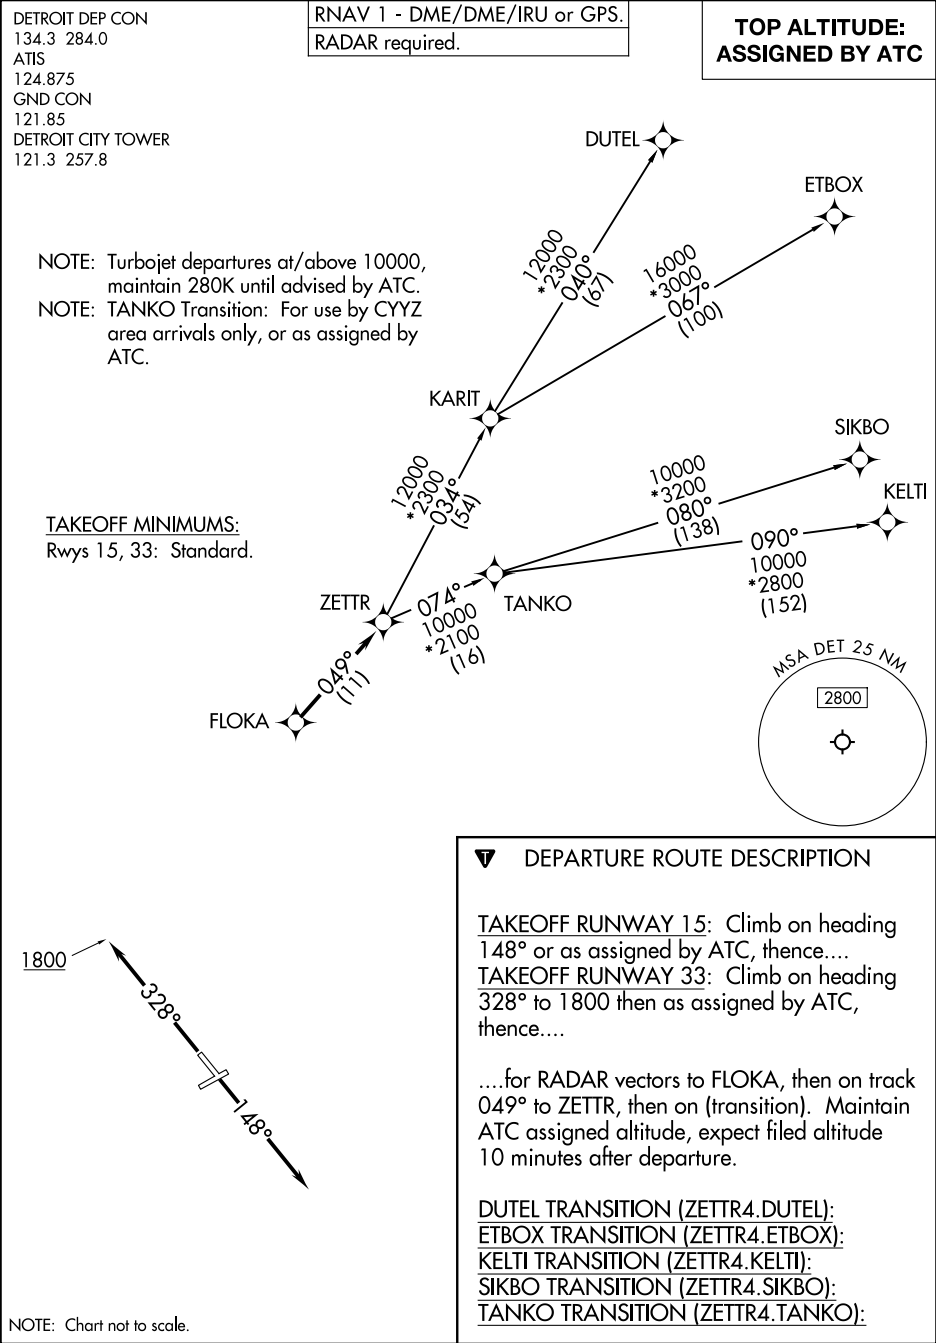 DETROIT DEP CON
134.3 284.0
ATIS
124.875
GND CON
121.85
DETROIT CITY TOWER
121.3 257.8
RNAV 1 - DME/DME/IRU or GPS.
RADAR required.
TOP ALTITUDE:
ASSIGNED BY ATC
NOTE: Turbojet departures at/above 10000,
maintain 280K until advised by ATC.
NOTE: TANKO Transition: For use by CYYZ
area arrivals only, or as assigned by
ATC.
TAKEOFF MINIMUMS:
Rwys 15, 33: Standard.
DUTEL
ETBOX
12000
*2300
040°
(67)
16000
*3000
067°
(100)
KARIT
12000
*2300
034°
(54)
SIKBO
10000
*3200
080°
(138)
KELTI
090°
10000
*2800
(152)
ZETTR
074°
10000
*2100
(16)
TANKO
049°
(11)
FLOKA
MSA DET 25 NM
2800
1800
328°
148°
T DEPARTURE ROUTE DESCRIPTION
TAKEOFF RUNWAY 15: Climb on heading
148° or as assigned by ATC, thence....
TAKEOFF RUNWAY 33: Climb on heading
328° to 1800 then as assigned by ATC,
thence....
....for RADAR vectors to FLOKA, then on track
049° to ZETTR, then on (transition). Maintain
ATC assigned altitude, expect filed altitude
10 minutes after departure.
DUTEL TRANSITION (ZETTR4.DUTEL):
ETBOX TRANSITION (ZETTR4.ETBOX):
KELTI TRANSITION (ZETTR4.KELTI):
SIKBO TRANSITION (ZETTR4.SIKBO):
TANKO TRANSITION (ZETTR4.TANKO):
NOTE: Chart not to scale.